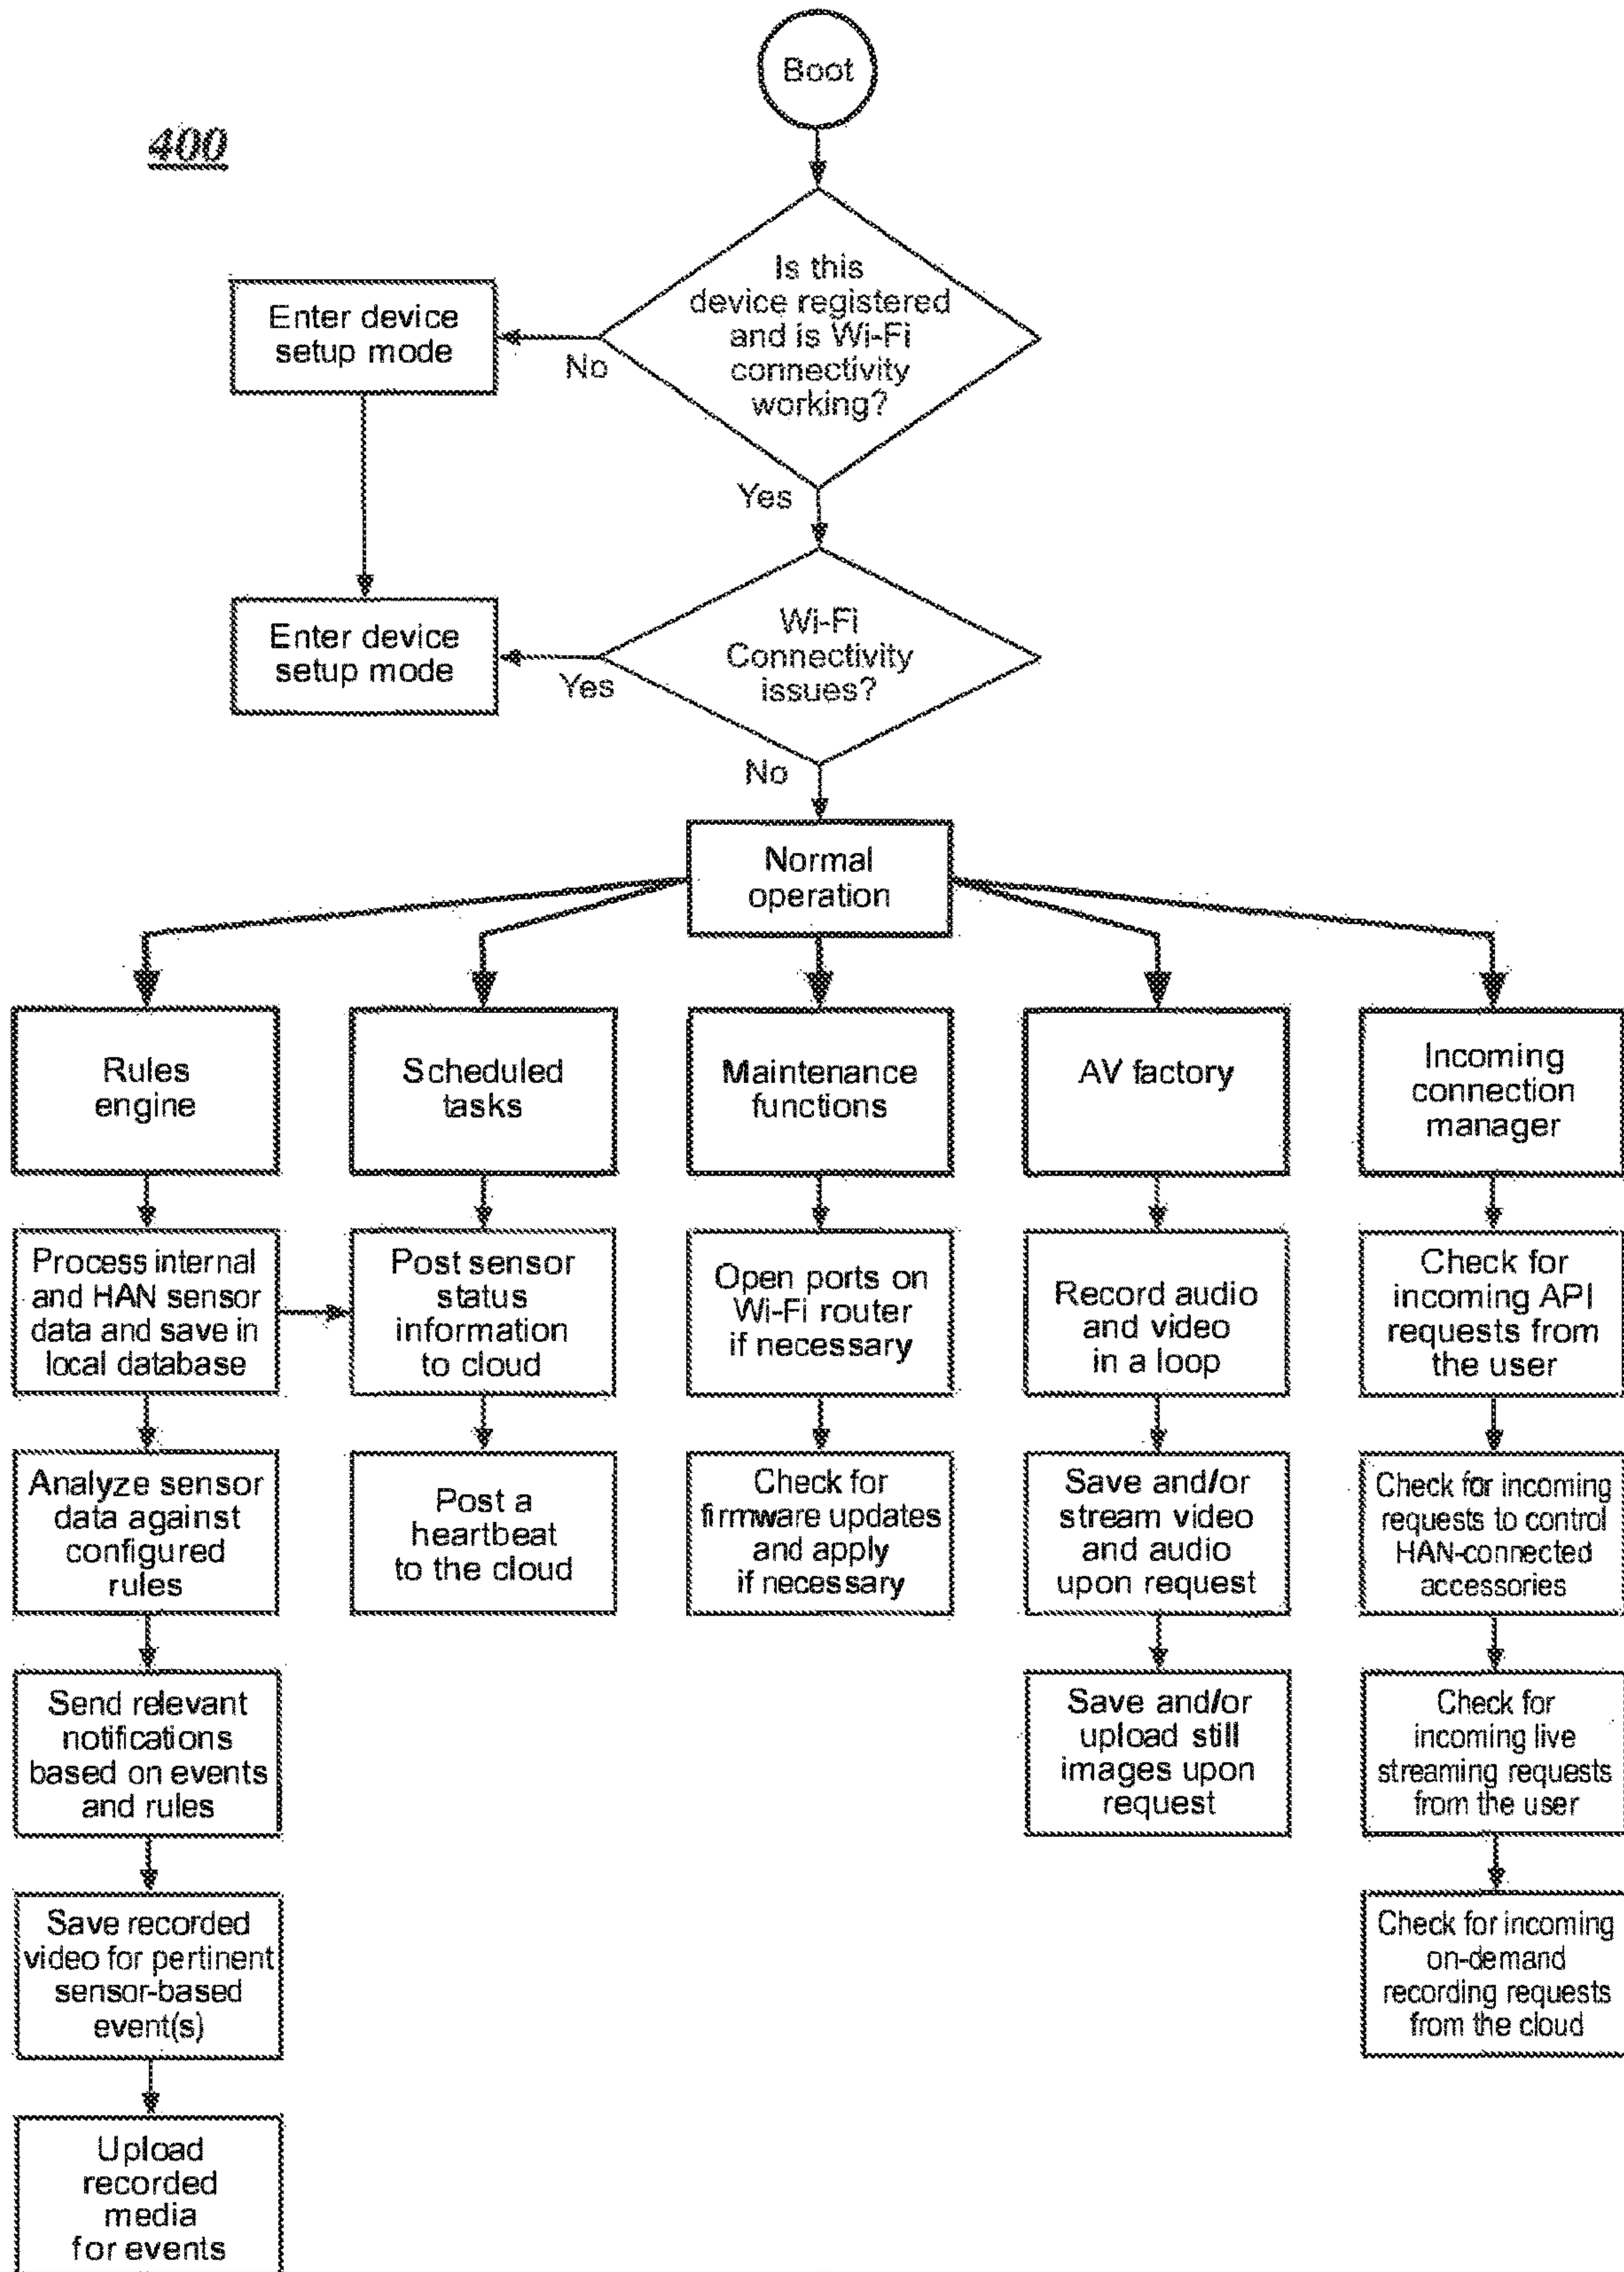 Boot
400
Is this
device registered
and is Wi-Fi
connectivity
working?
Enter device
setup mode
No
Yes
Wi-Fi
Connectivity
issues?
Enter device
setup mode
Yes
No
Normal
operation
Rules
engine
Scheduled
tasks
Maintenance
functions
AV factory
Incoming
connection
manager
Process internal
and HAN sensor
data and save in
local database
Post sensor
status
information
to cloud
Open ports on
Wi-Fi router
if necessary
Record audio
and video
in a loop
Check for
incoming API
requests from
the user
Analyze sensor
data against
configured
rules
Post a
heartbeat
to the cloud
Check for
firmware updates
and apply
if necessary
Save and/or
stream video
and audio
upon request
Check for incoming
requests to control
HAN-connected
accessories
Send relevant
notifications
based on events
and rules
Save and/or
upload still
images upon
request
Check for
incoming live
streaming requests
from the user
Save recorded
video for pertinent
sensor-based
event(s)
Check for incoming
on-demand
recording requests
from the cloud
Upload
recorded
media
for events